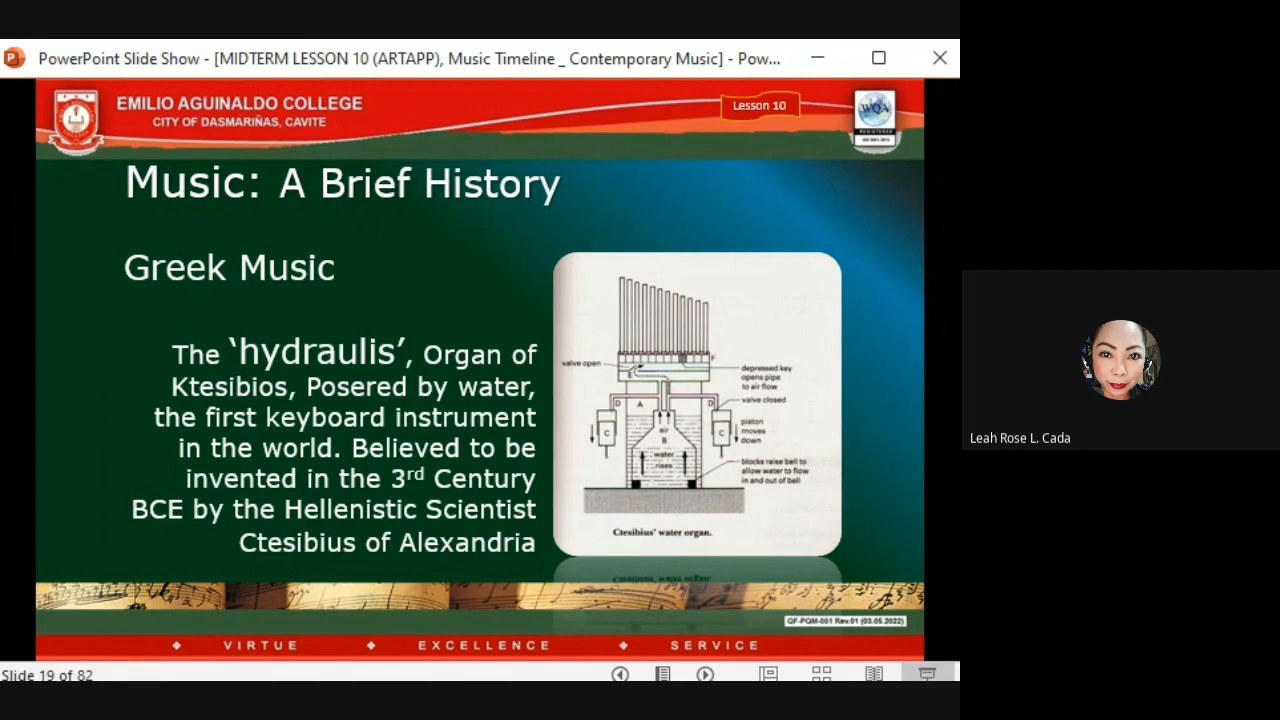 PowerPoint Slide Show - [MIDTERM LESSON 10 (ARTAPP), Music Timeline _ Contemporary Music] - Pow...
EMILIO AGUINALDO COLLEGE
CITY OF DASMARIÑAS, CAVITE
Lesson 10
WQA
Music: A Brief History
Greek Music
The ‘hydraulis’, Organ of
Ktesibios, Posered by water,
the first keyboard instrument
in the world. Believed to be
invented in the 3rd Century
BCE by the Hellenistic Scientist
Ctesibius of Alexandria
valve open
F
E
depressed key
opens pipe
to air flow
D
A
D
valve closed
C
air
B
C
piston
moves
down
water
rises
blocks raise bell to
allow water to flow
in and out of bell
Ctesibius' water organ.
QF-PQM-051 Rev.01 (03.05.2022)
VIRTUE
EXCELLENCE
SERVICE
Slide 19 of 82
Leah Rose L. Cada